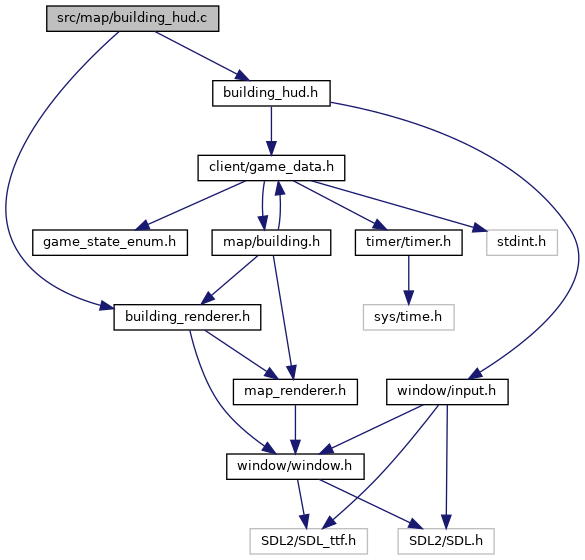 src/map/building_hud.c
building_hud.h
client/game_data.h
game_state_enum.h
map/building.h
timer/timer.h
stdint.h
building_renderer.h
sys/time.h
map_renderer.h
window/input.h
window/window.h
SDL2/SDL_ttf.h
SDL2/SDL.h